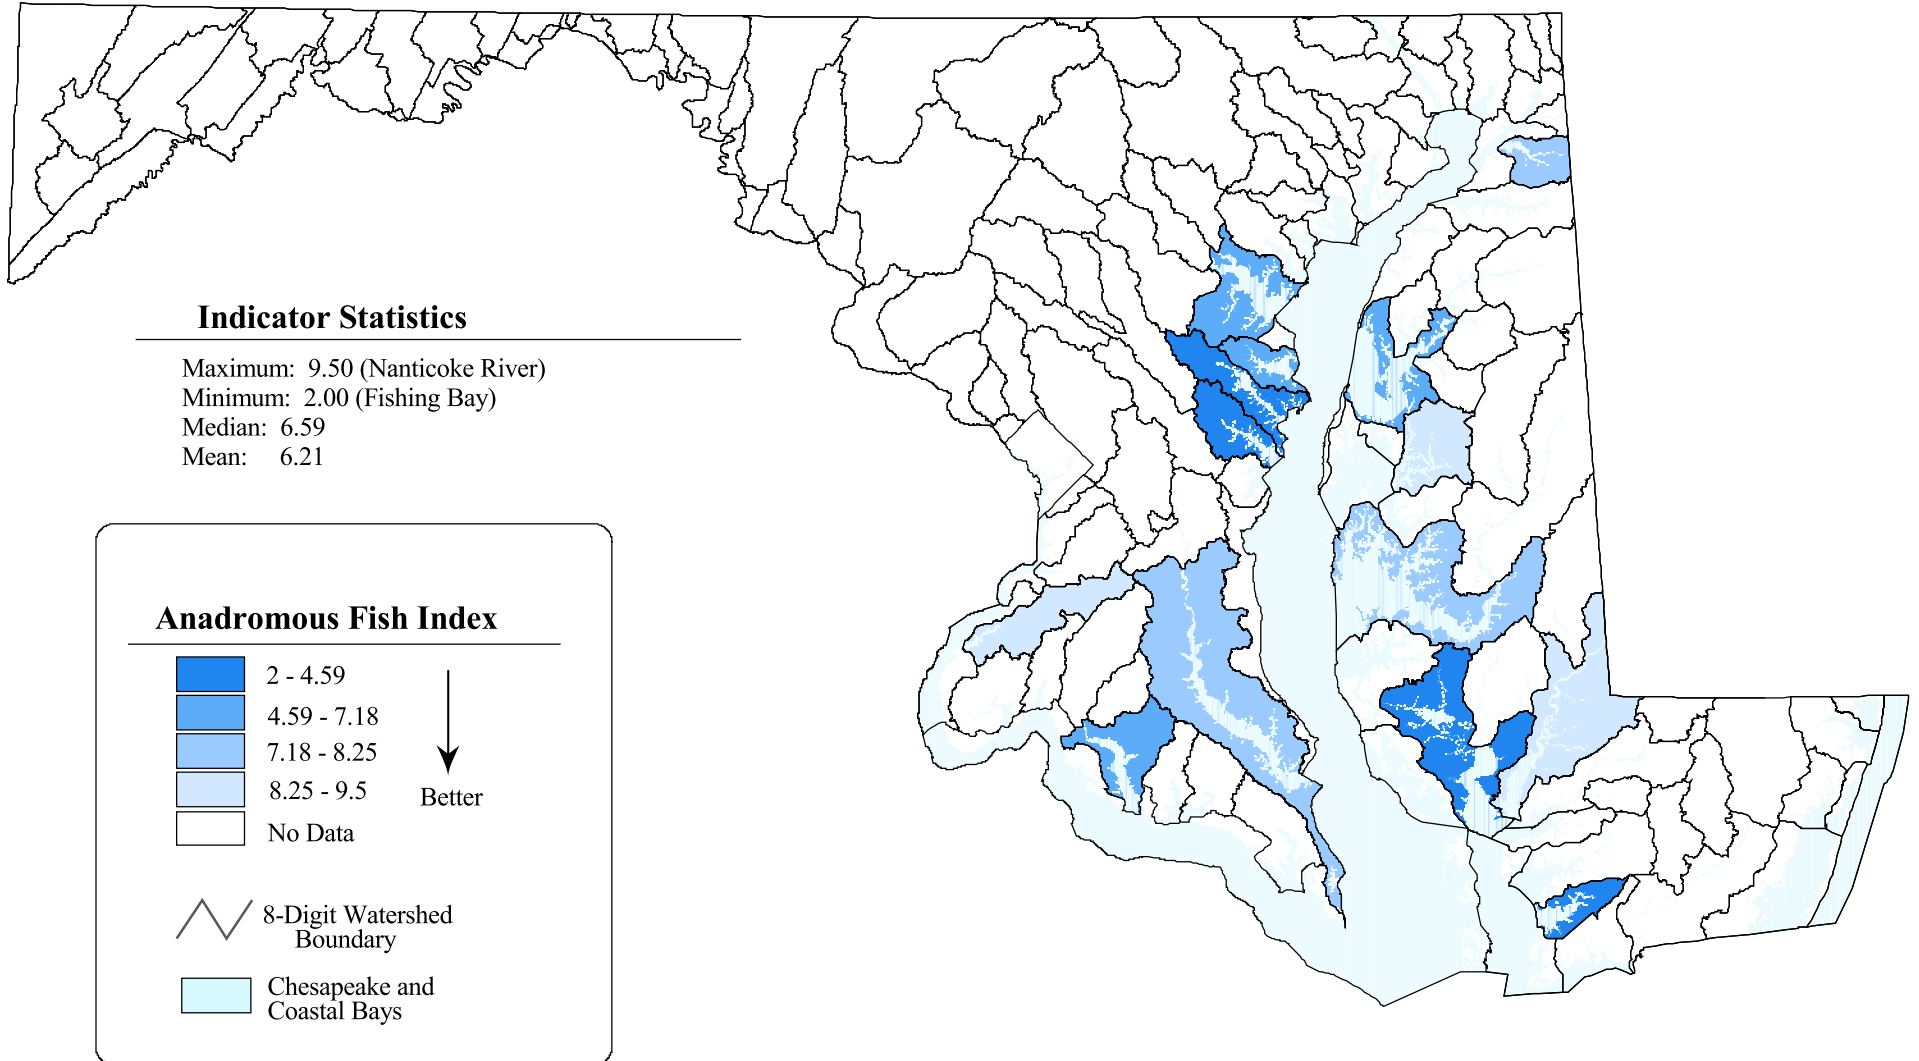 Indicator Statistics
Maximum: 9.50 (Nanticoke River)
Minimum: 2.00 (Fishing Bay)
Median: 6.59
Mean: 6.21
Anadromous Fish Index
2 - 4.59
4.59 - 7.18
7.18 - 8.25
8.25 - 9.5
Better
No Data
8-Digit Watershed
Boundary
Chesapeake and
Coastal Bays